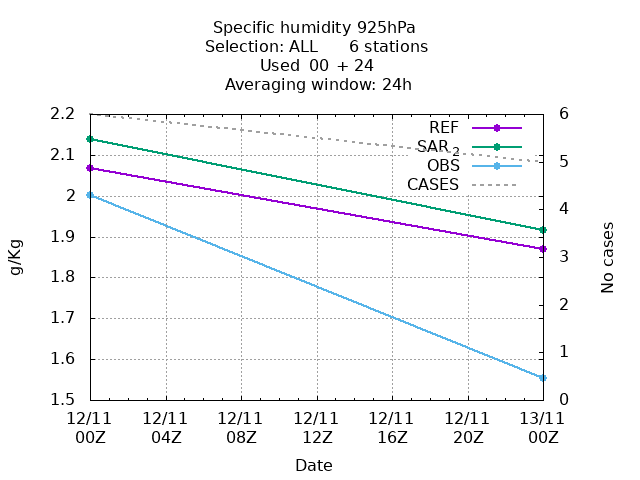 Specific humidity 925hPa
Selection: ALL      6 stations
Used  00 + 24
Averaging window: 24h
2.2
2.1
2
1.9
1.8
1.7
1.6
1.5
g/Kg
6
5
4
3
2
1
0
No cases
REF
SAR 2
OBS
CASES
12/11 12/11 12/11 12/11 12/11 12/11 13/11
00Z 04Z 08Z 12Z 16Z 20Z 00Z
Date